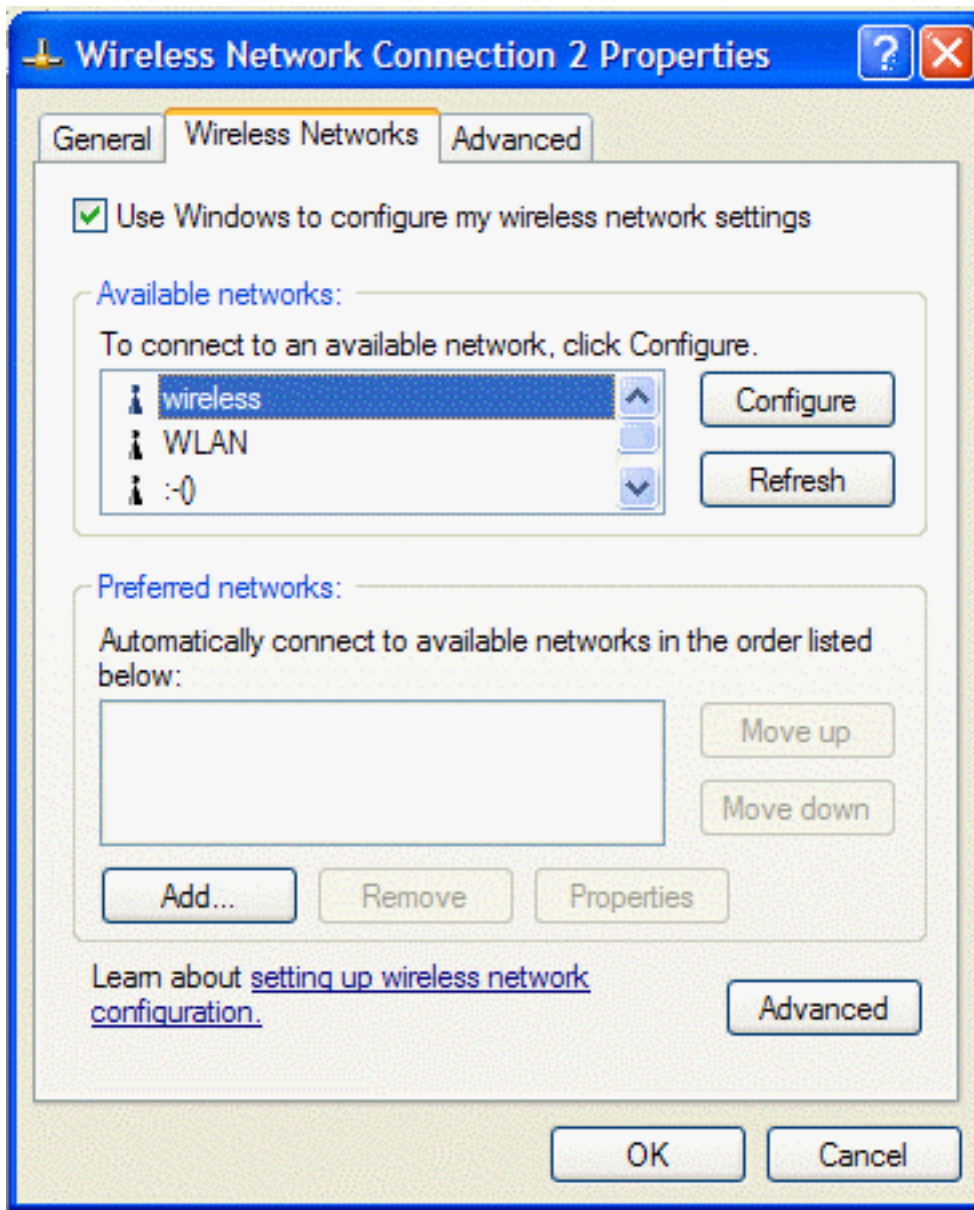 Wireless Network Connection 2 Properties
General Wireless Networks Advanced
Use Windows to configure my wireless network settings
Available networks:
To connect to an available network, click Configure.
wireless
WLAN
:-()
Configure
Refresh
Preferred networks:
Automatically connect to available networks in the order listed
below:
Move up
Move down
Add... Remove Properties
Learn about setting up wireless network
configuration.
Advanced
OK Cancel